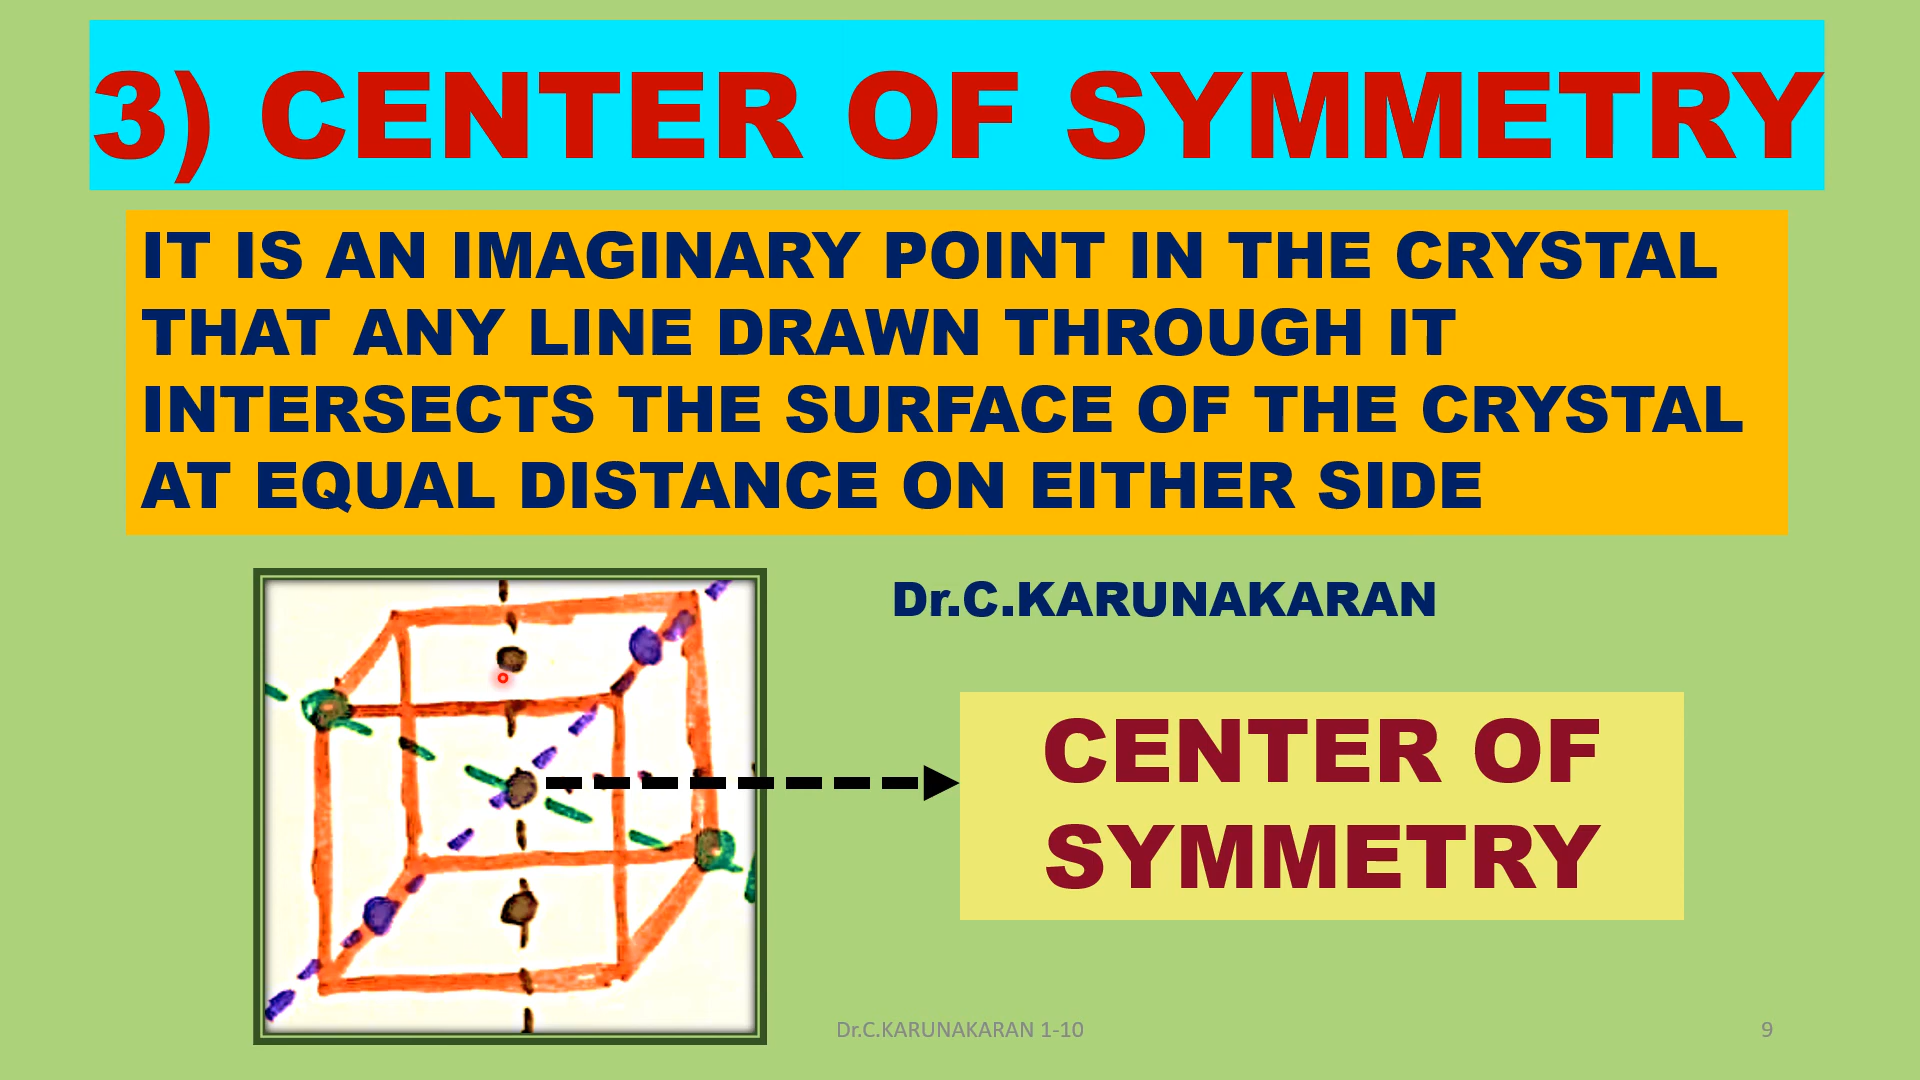 3) CENTER OF SYMMETRY
IT IS AN IMAGINARY POINT IN THE CRYSTAL
THAT ANY LINE DRAWN THROUGH IT
INTERSECTS THE SURFACE OF THE CRYSTAL
AT EQUAL DISTANCE ON EITHER SIDE
Dr.C.KARUNAKARAN
CENTER OF
SYMMETRY
Dr.C.KARUNAKARAN 1-10
9